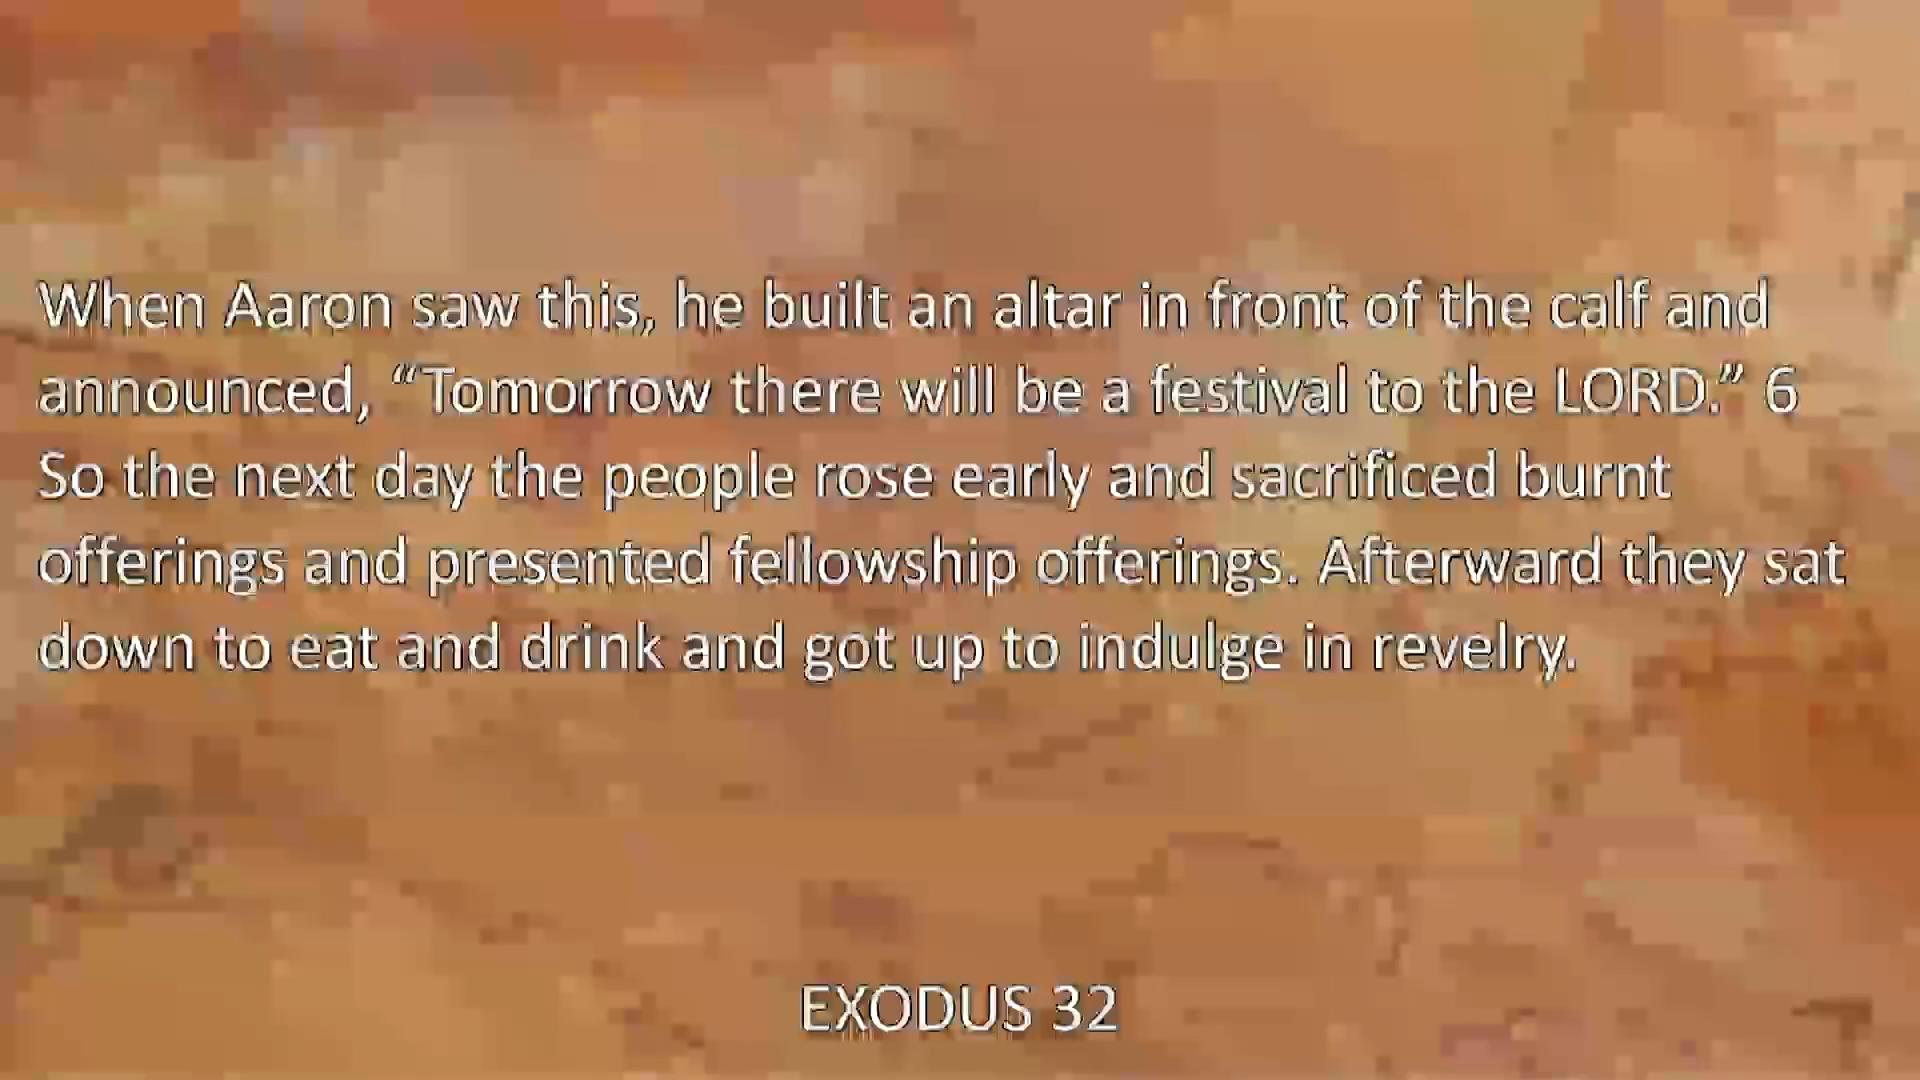 When Aaron saw this, he built an altar in front of the calf and
announced, “Tomorrow there will be a festival to the LORD.” 6
So the next day the people rose early and sacrificed burnt
offerings and presented fellowship offerings. Afterward they sat
down to eat and drink and got up to indulge in revelry.
EXODUS 32